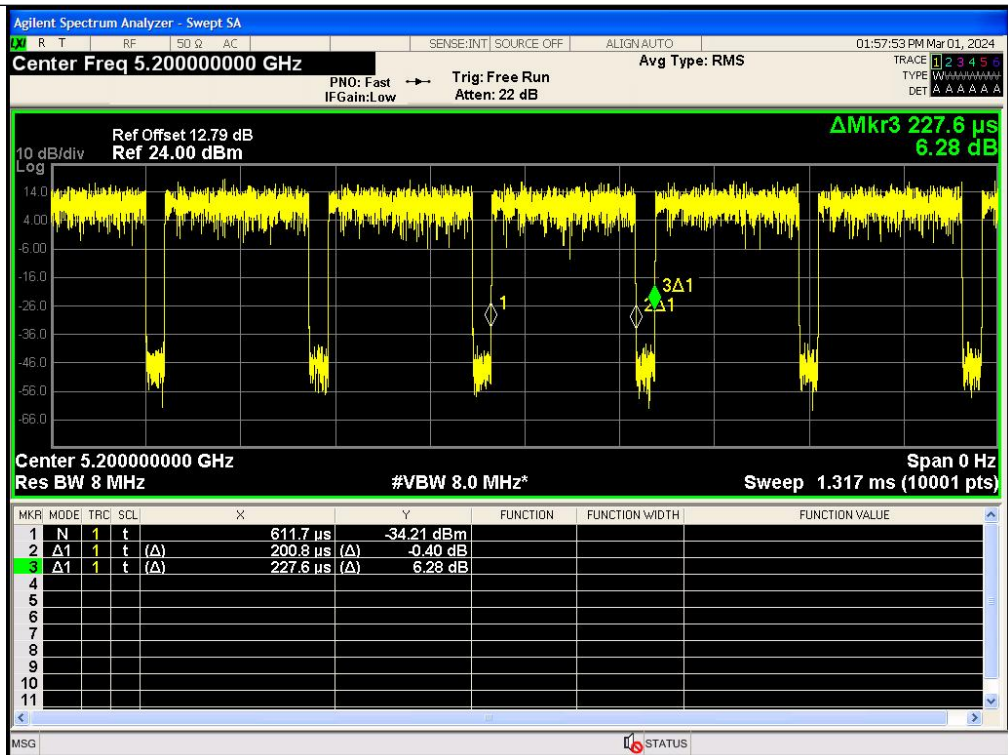 Agilent Spectrum Analyzer - Swept SA
LXI R T RF 50 Ω AC SENSE:INT SOURCE OFF ALIGN AUTO 01:57:53 PM Mar 01, 2024
Center Freq 5.200000000 GHz
PNO: Fast
IFGain:Low
Trig: Free Run
Atten: 22 dB
Avg Type: RMS
TRACE 1 2 3 4 5 6
TYPE W
DET A A A A A A
10 dB/div
Log
Ref Offset 12.79 dB
Ref 24.00 dBm
ΔMkr3 227.6 µs
6.28 dB
14.0
4.00
-6.00
-16.0
-26.0
-36.0
-46.0
-56.0
-66.0
1
2Δ1
3Δ1
Center 5.200000000 GHz Span 0 Hz
Res BW 8 MHz #VBW 8.0 MHz* Sweep 1.317 ms (10001 pts)
MKR MODE TRC SCL X Y FUNCTION FUNCTION WIDTH FUNCTION VALUE
1 N 1 t 611.7 µs -34.21 dBm
2 Δ1 1 t (Δ) 200.8 µs (Δ) -0.40 dB
3 Δ1 1 t (Δ) 227.6 µs (Δ) 6.28 dB
4
5
6
7
8
9
10
11
MSG STATUS